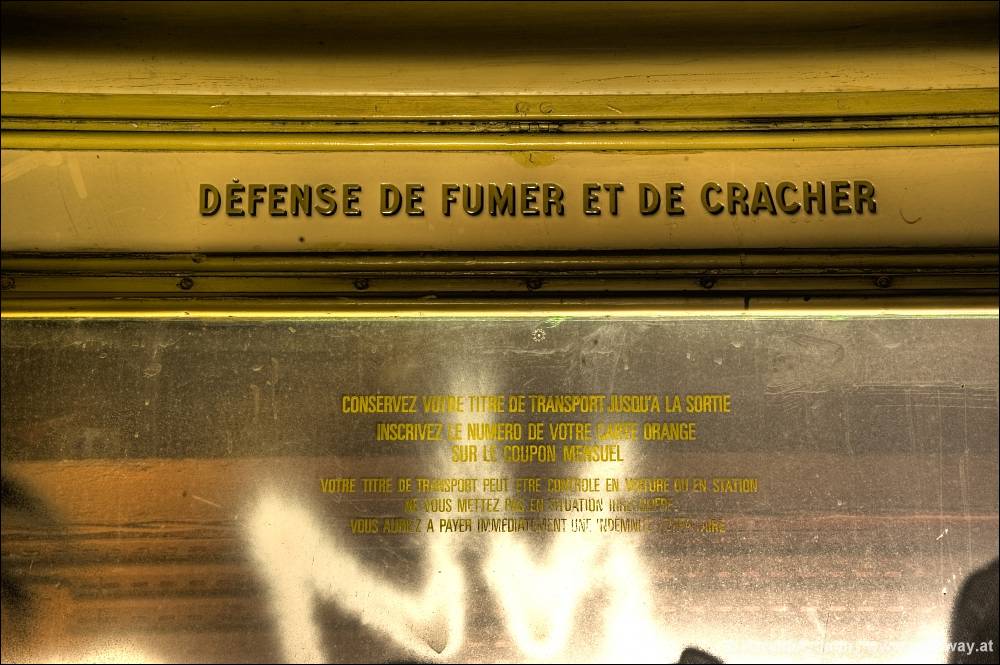 DÉFENSE DE FUMER ET DE CRACHER
CONSERVEZ VOTRE TITRE DE TRANSPORT JUSQU'A LA SORTIE
INSCRIVEZ LE NUMERO DE VOTRE CARTE ORANGE
SUR LE COUPON MENSUEL
VOTRE TITRE DE TRANSPORT PEUT ETRE CONTROLE EN VOITURE OU EN STATION
NE VOUS METTEZ PAS EN SITUATION
VOUS AURIEZ A PAYER IMMEDIATEMENT UNE INDEMNITE